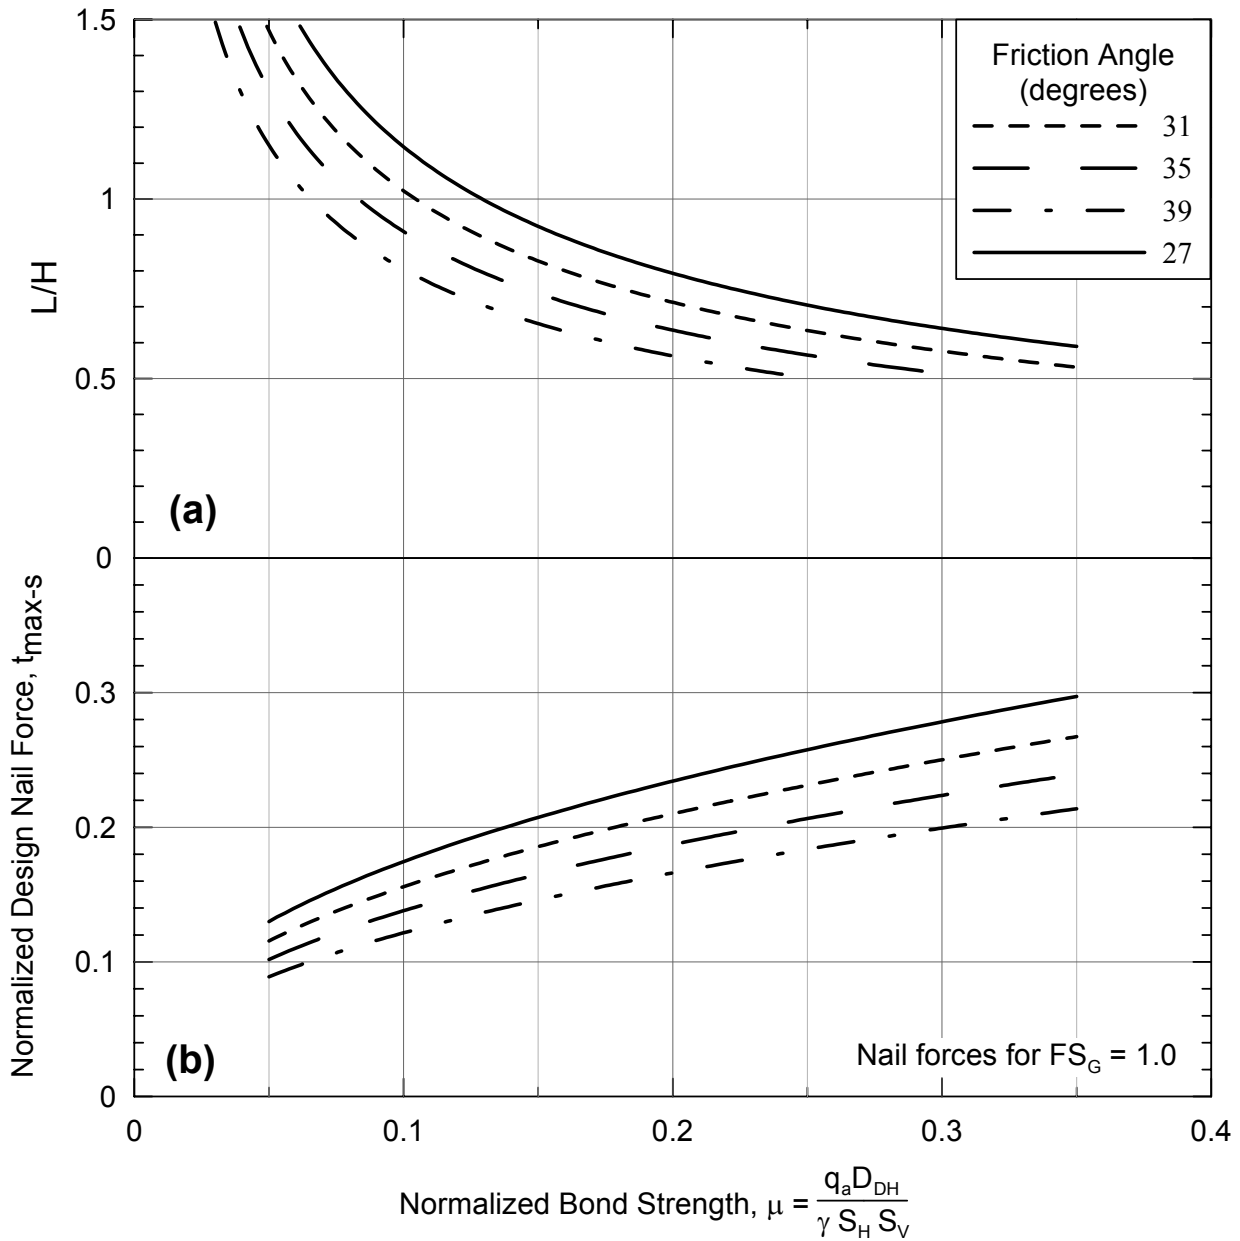 1.5
1
0.5
0
L/H
Friction Angle
(degrees)
31
35
39
27
(a)
0.3
0.2
0.1
0
Normalized Design Nail Force, tmax-s
(b)
Nail forces for FSG = 1.0
0 0.1 0.2 0.3 0.4
Normalized Bond Strength, μ = qaDDH / γ SH SV